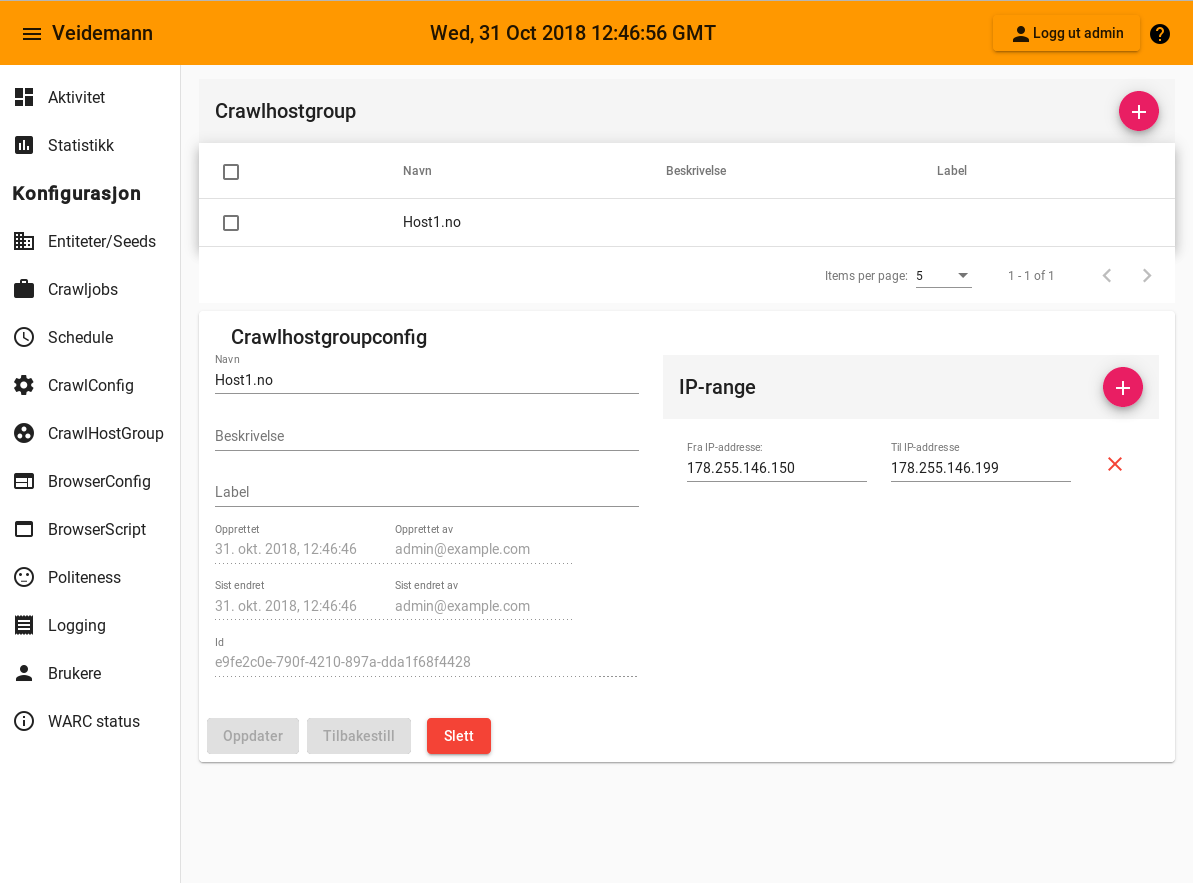 Veidemann
Wed, 31 Oct 2018 12:46:56 GMT
Logg ut admin
Aktivitet
Statistikk
Konfigurasjon
Entiteter/Seeds
Crawljobs
Schedule
CrawlConfig
CrawlHostGroup
BrowserConfig
BrowserScript
Politeness
Logging
Brukere
WARC status
Crawlhostgroup
Navn Beskrivelse Label
Host1.no
Items per page: 5 1 - 1 of 1
Crawlhostgroupconfig
Navn
Host1.no
Beskrivelse
Label
Opprettet Opprettet av
31. okt. 2018, 12:46:46 admin@example.com
Sist endret Sist endret av
31. okt. 2018, 12:46:46 admin@example.com
Id
e9fe2c0e-790f-4210-897a-dda1f68f4428
Oppdater Tilbakestill Slett
IP-range
Fra IP-addresse: Til IP-addresse
178.255.146.150 178.255.146.199